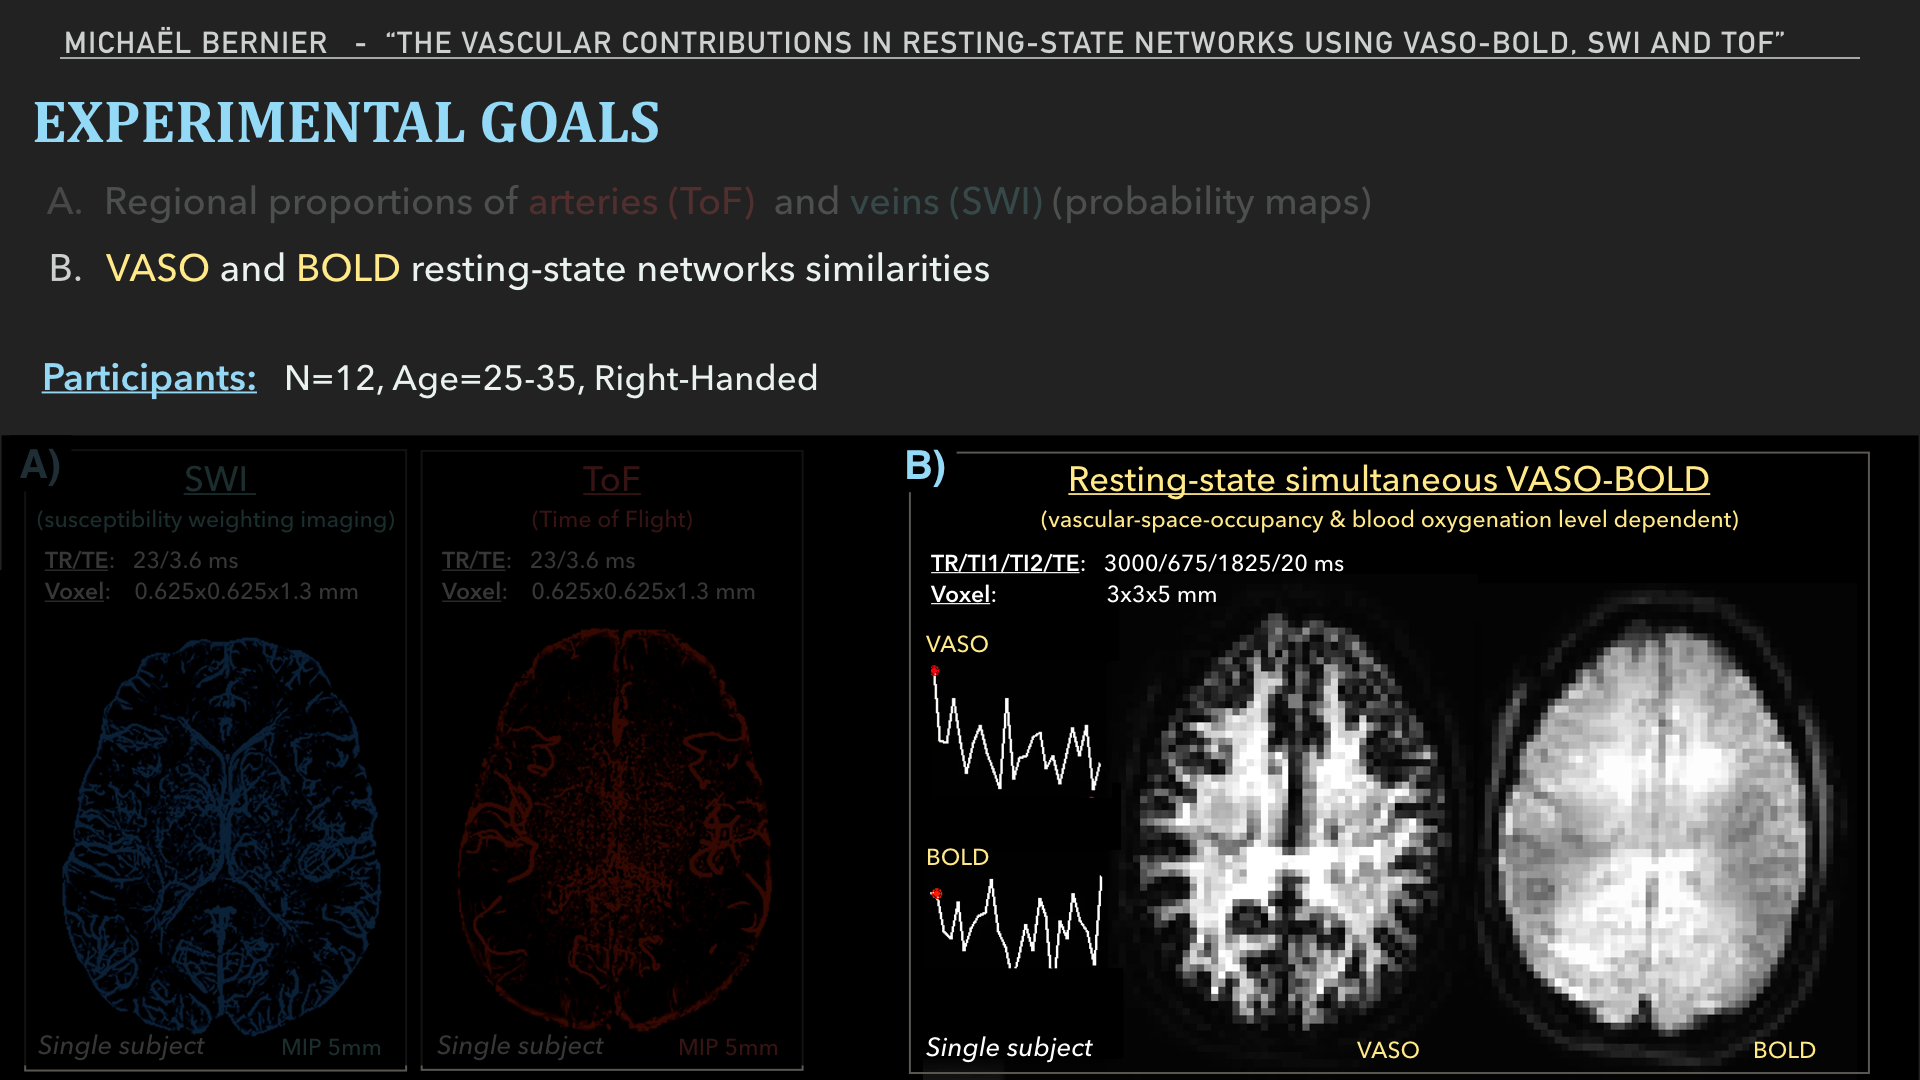 MICHAËL BERNIER - “THE VASCULAR CONTRIBUTIONS IN RESTING-STATE NETWORKS USING VASO-BOLD, SWI AND TOF”
EXPERIMENTAL GOALS
A. Regional proportions of arteries (ToF) and veins (SWI) (probability maps)
B. VASO and BOLD resting-state networks similarities
Participants: N=12, Age=25-35, Right-Handed
A)
SWI
(susceptibility weighting imaging)
TR/TE: 23/3.6 ms
Voxel: 0.625x0.625x1.3 mm
Single subject
MIP 5mm
ToF
(Time of Flight)
TR/TE: 23/3.6 ms
Voxel: 0.625x0.625x1.3 mm
Single subject
MIP 5mm
B)
Resting-state simultaneous VASO-BOLD
(vascular-space-occupancy & blood oxygenation level dependent)
TR/TI1/TI2/TE: 3000/675/1825/20 ms
Voxel: 3x3x5 mm
VASO
BOLD
Single subject
VASO
BOLD